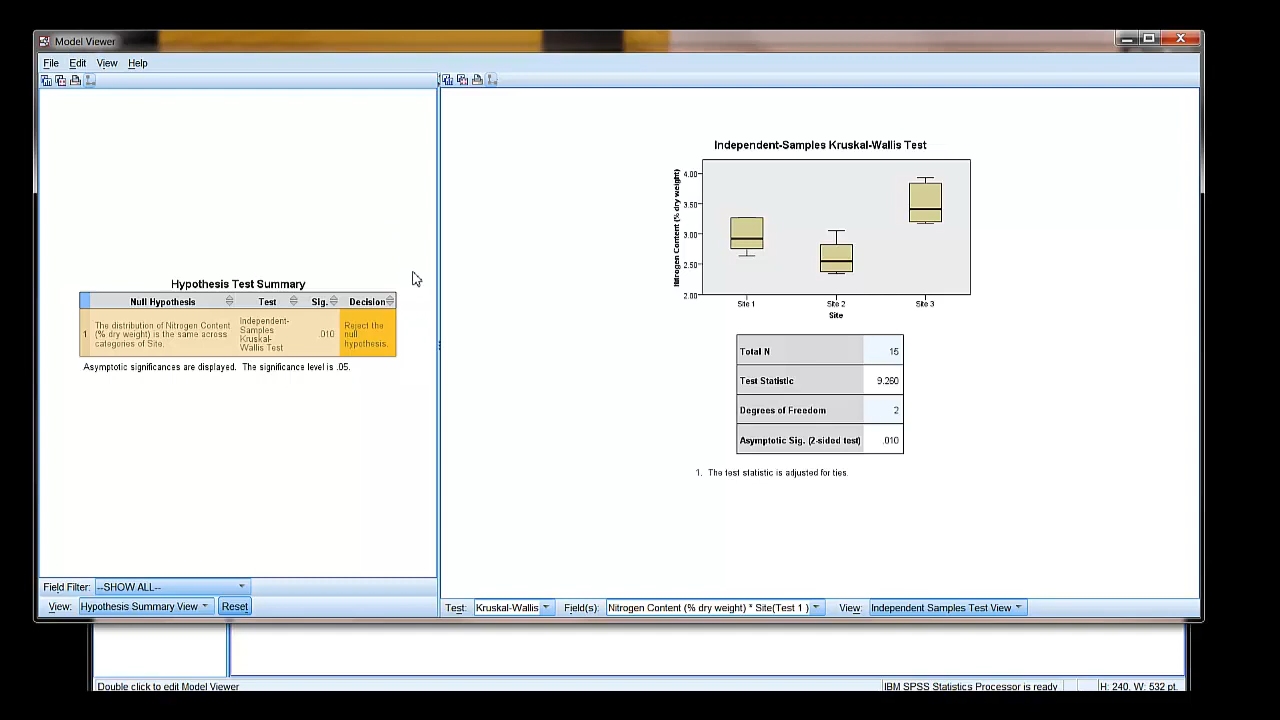 Model Viewer
File Edit View Help
Hypothesis Test Summary
Null Hypothesis Test Sig. Decision
1 The distribution of Nitrogen Content (% dry weight) is the same across categories of Site. Independent-Samples Kruskal-Wallis Test .010 Reject the null hypothesis.
Asymptotic significances are displayed. The significance level is .05.
Field Filter: --SHOW ALL--
View: Hypothesis Summary View Reset
Independent-Samples Kruskal-Wallis Test
Nitrogen Content (% dry weight)
4.00
3.50
3.00
2.50
2.00
Site 1 Site 2 Site 3
Site
Total N 15
Test Statistic 9.260
Degrees of Freedom 2
Asymptotic Sig. (2-sided test) .010
1. The test statistic is adjusted for ties.
Test: Kruskal-Wallis Field(s): Nitrogen Content (% dry weight) * Site(Test 1 ) View: Independent Samples Test View
Double click to edit Model Viewer IBM SPSS Statistics Processor is ready H: 240, W: 532 pt.